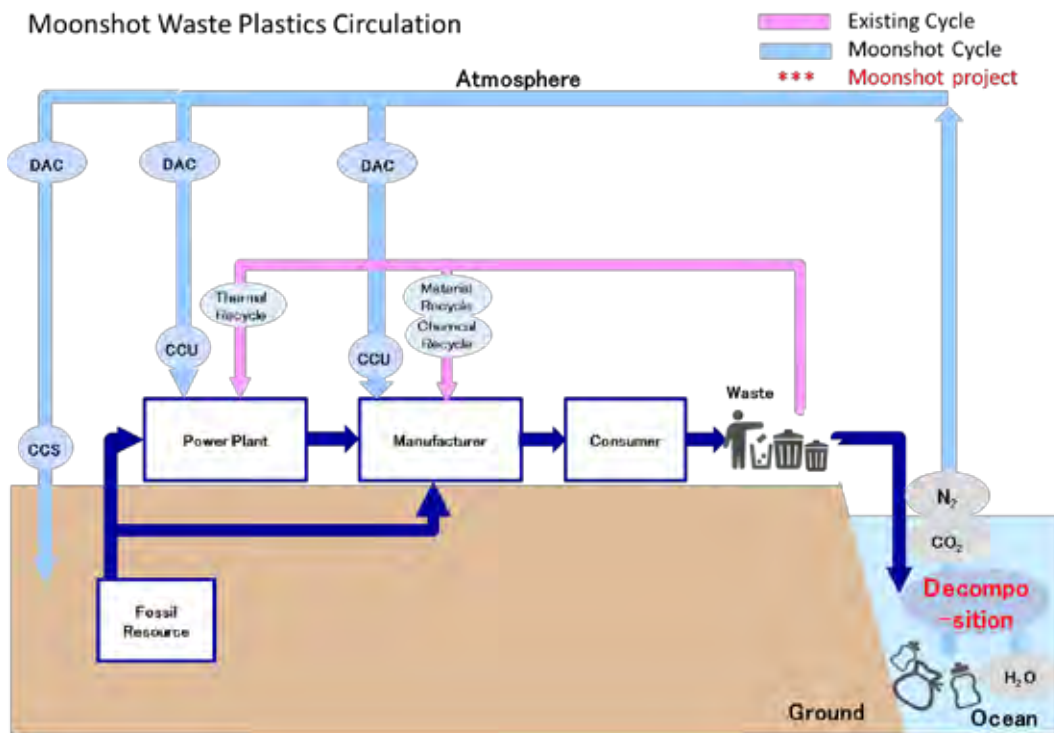 Moonshot Waste Plastics Circulation
Existing Cycle
Moonshot Cycle
*** Moonshot project
Atmosphere
DAC
DAC
DAC
Thermal
Recycle
Material
Recycle
Chemical
Recycle
CCU
CCU
Waste
Power Plant
Manufacturer
Consumer
CCS
N₂
CO₂
Decompo
-sition
Fossil
Resource
H₂O
Ground
Ocean